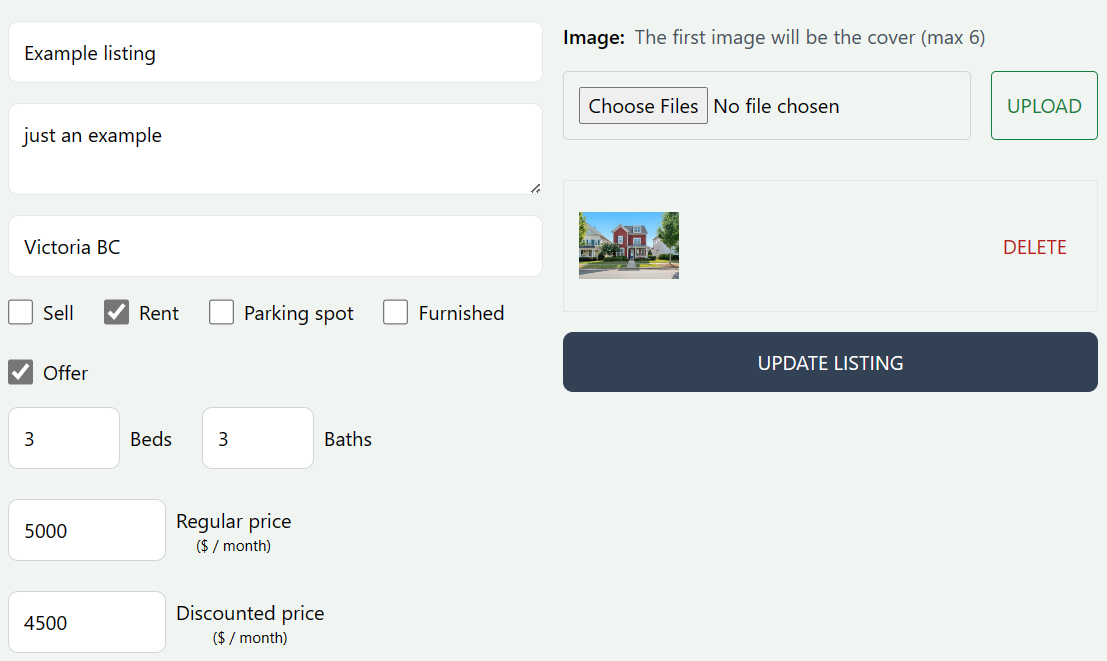 Example listing
just an example
Victoria BC
Sell Rent Parking spot Furnished
Offer
3 Beds 3 Baths
5000 Regular price
($ / month)
4500 Discounted price
($ / month)
Image: The first image will be the cover (max 6)
Choose Files No file chosen UPLOAD
DELETE
UPDATE LISTING